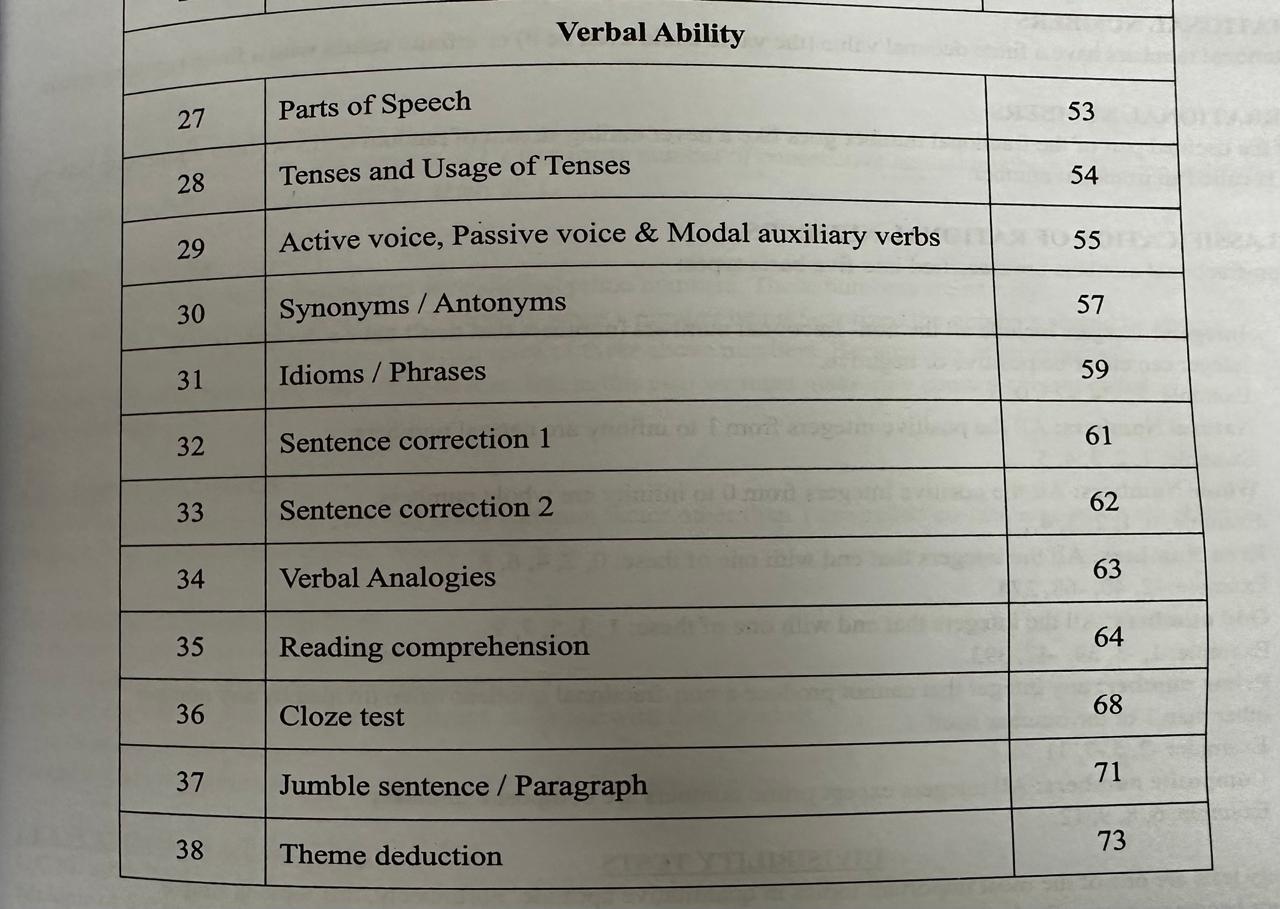 Verbal Ability
27 Parts of Speech 53
28 Tenses and Usage of Tenses 54
29 Active voice, Passive voice & Modal auxiliary verbs 55
30 Synonyms / Antonyms 57
31 Idioms / Phrases 59
32 Sentence correction 1 61
33 Sentence correction 2 62
34 Verbal Analogies 63
35 Reading comprehension 64
36 Cloze test 68
37 Jumble sentence / Paragraph 71
38 Theme deduction 73